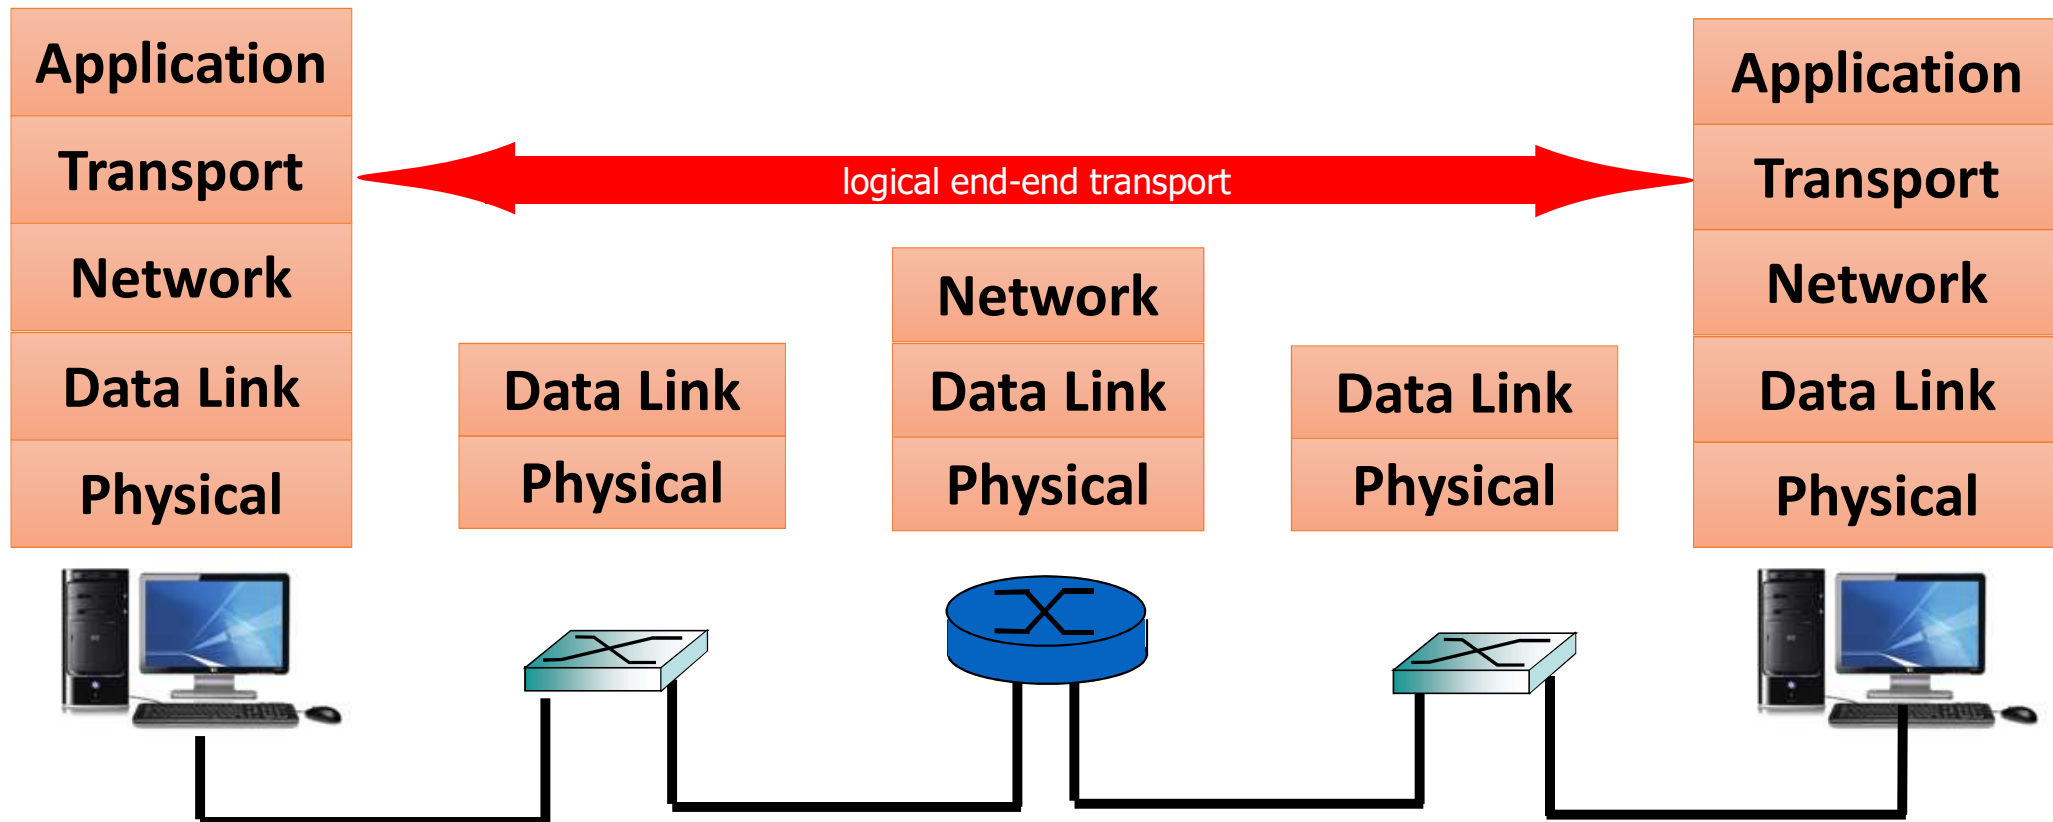 Application
Transport
Network
Data Link
Physical
logical end-end transport
Data Link
Physical
Network
Data Link
Physical
Data Link
Physical
Application
Transport
Network
Data Link
Physical